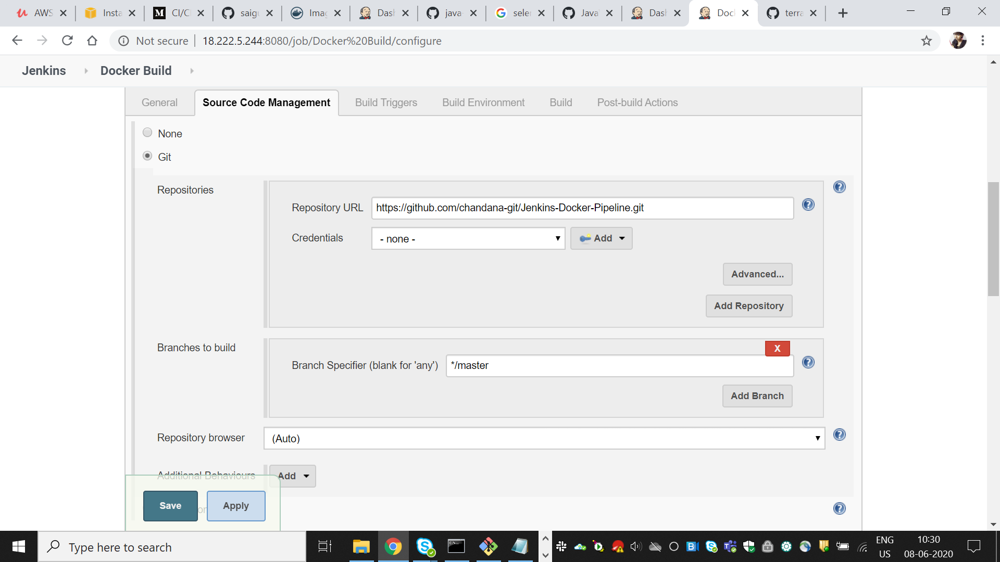 AWS
Insta
CI/C
saigu
Imag
Dash
java-
seler
Java
Dash
Doc
terra
Not secure
18.222.5.244:8080/job/Docker%20Build/configure
Jenkins
Docker Build
General
Source Code Management
Build Triggers
Build Environment
Build
Post-build Actions
None
Git
Repositories
Repository URL
https://github.com/chandana-git/Jenkins-Docker-Pipeline.git
Credentials
- none -
Add
Advanced...
Add Repository
Branches to build
X
Branch Specifier (blank for 'any')
*/master
Add Branch
Repository browser
(Auto)
Additional Behaviours
Add
Save
Apply
Type here to search
ENG
US
10:30
08-06-2020